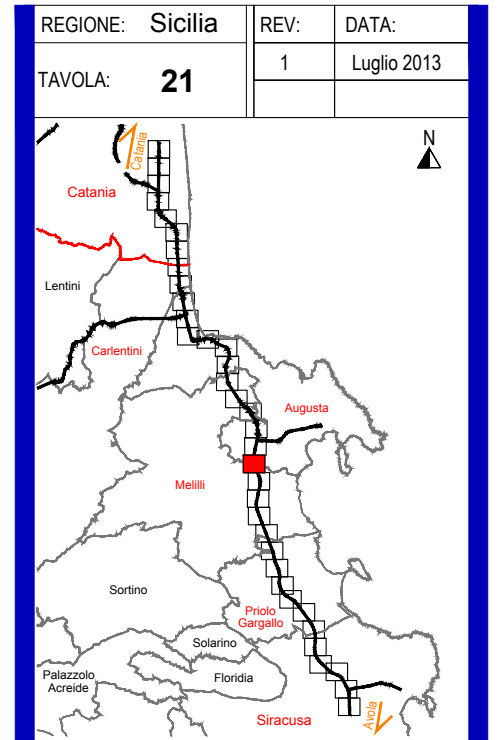 REGIONE: Sicilia
REV:
DATA:
TAVOLA: 21
1
Luglio 2013
N
Catania
Catania
Lentini
Carlentini
Augusta
Melilli
Sortino
Priolo
Gargallo
Solarino
Floridia
Palazzolo
Acreide
Siracusa
Avola